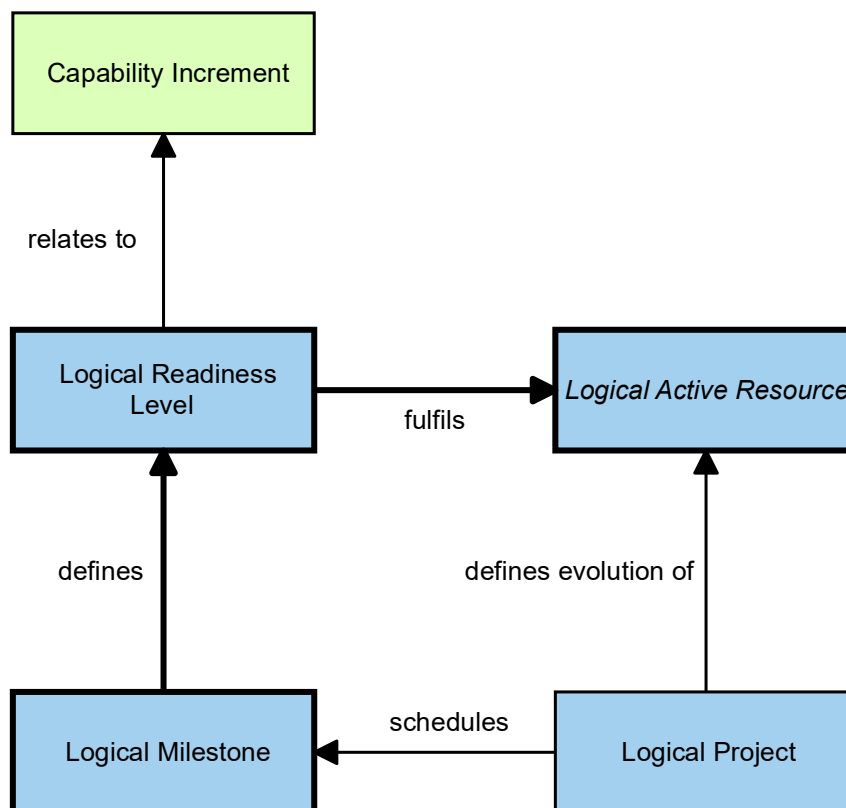 Capability Increment
relates to
Logical Readiness
Level
fulfils
Logical Active Resource
defines
defines evolution of
Logical Milestone
schedules
Logical Project